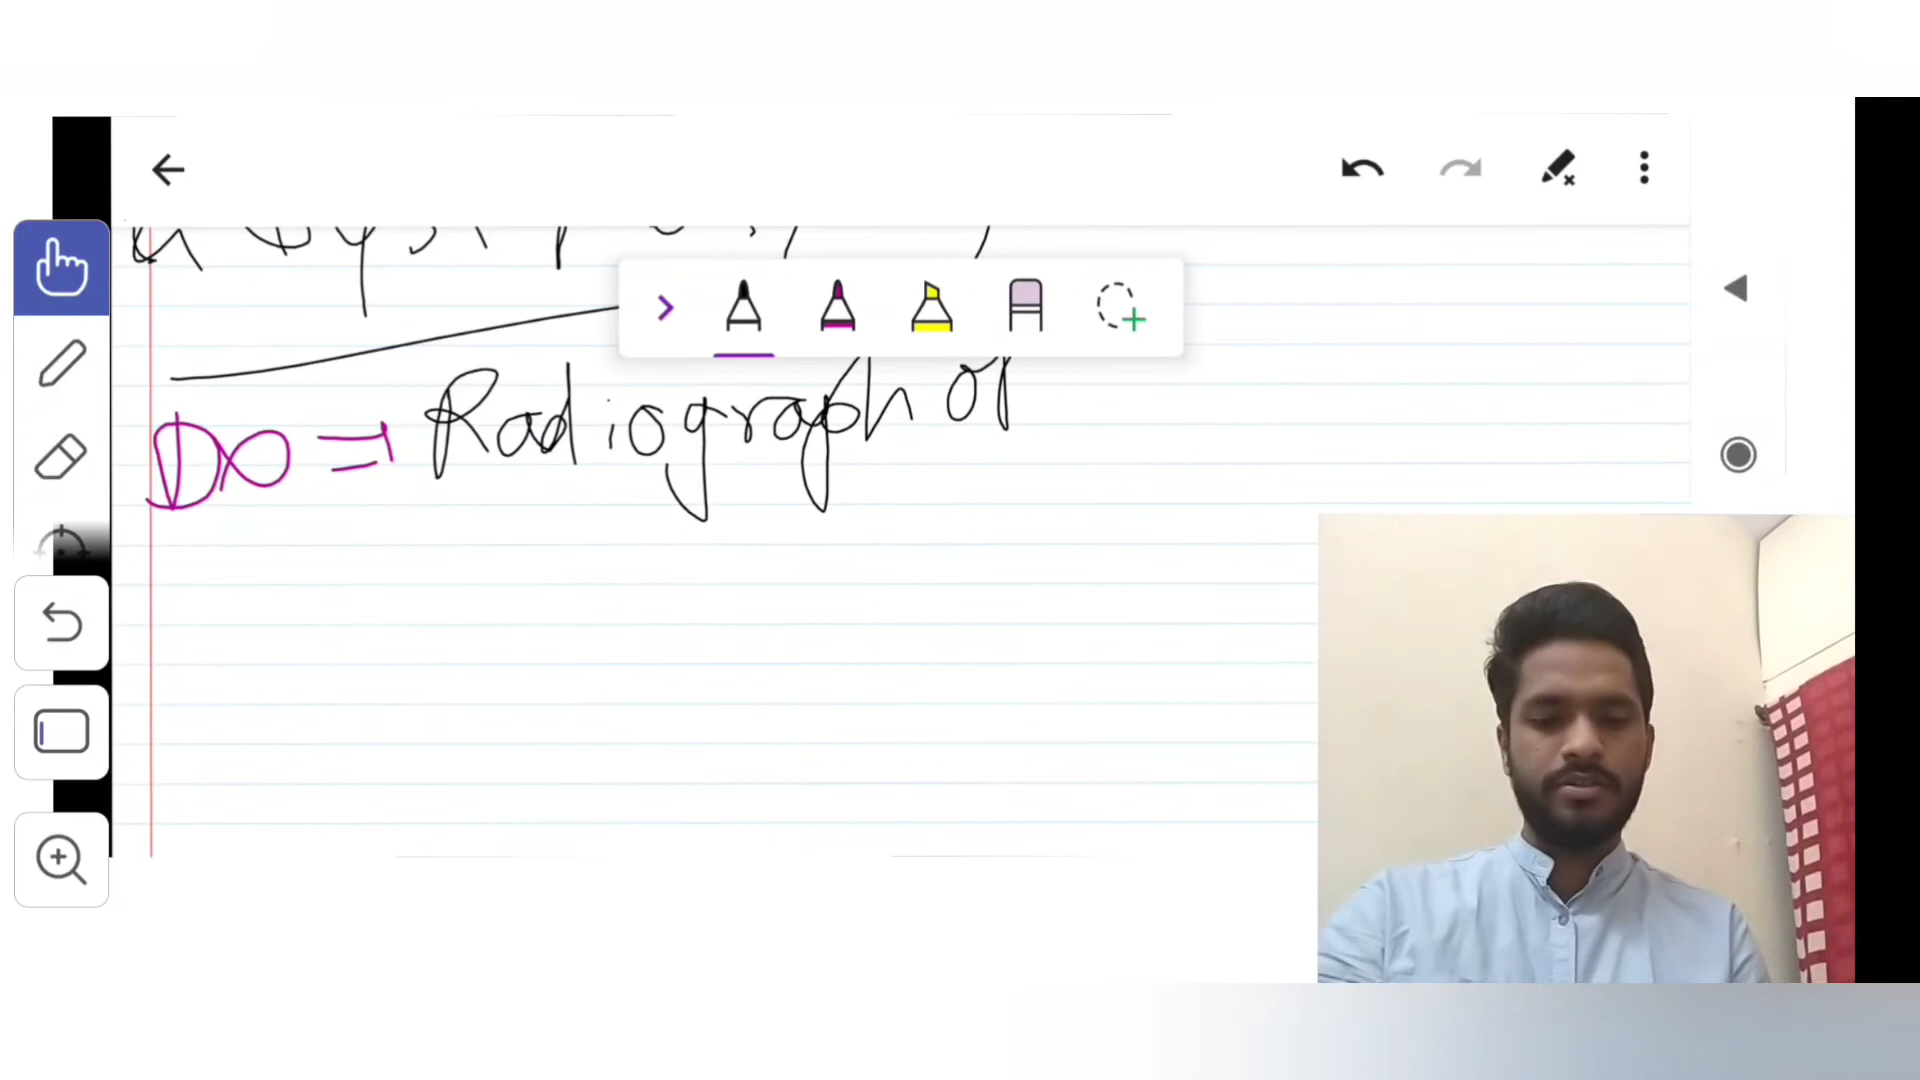 Dx = Radiograph of